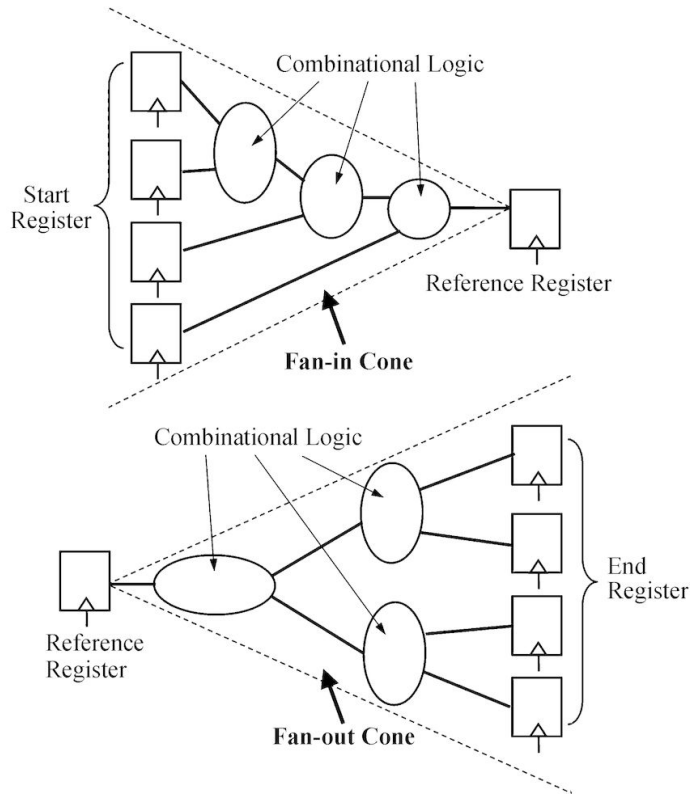 Combinational Logic
Start
Register
Reference Register
Fan-in Cone
Combinational Logic
End
Register
Reference
Register
Fan-out Cone